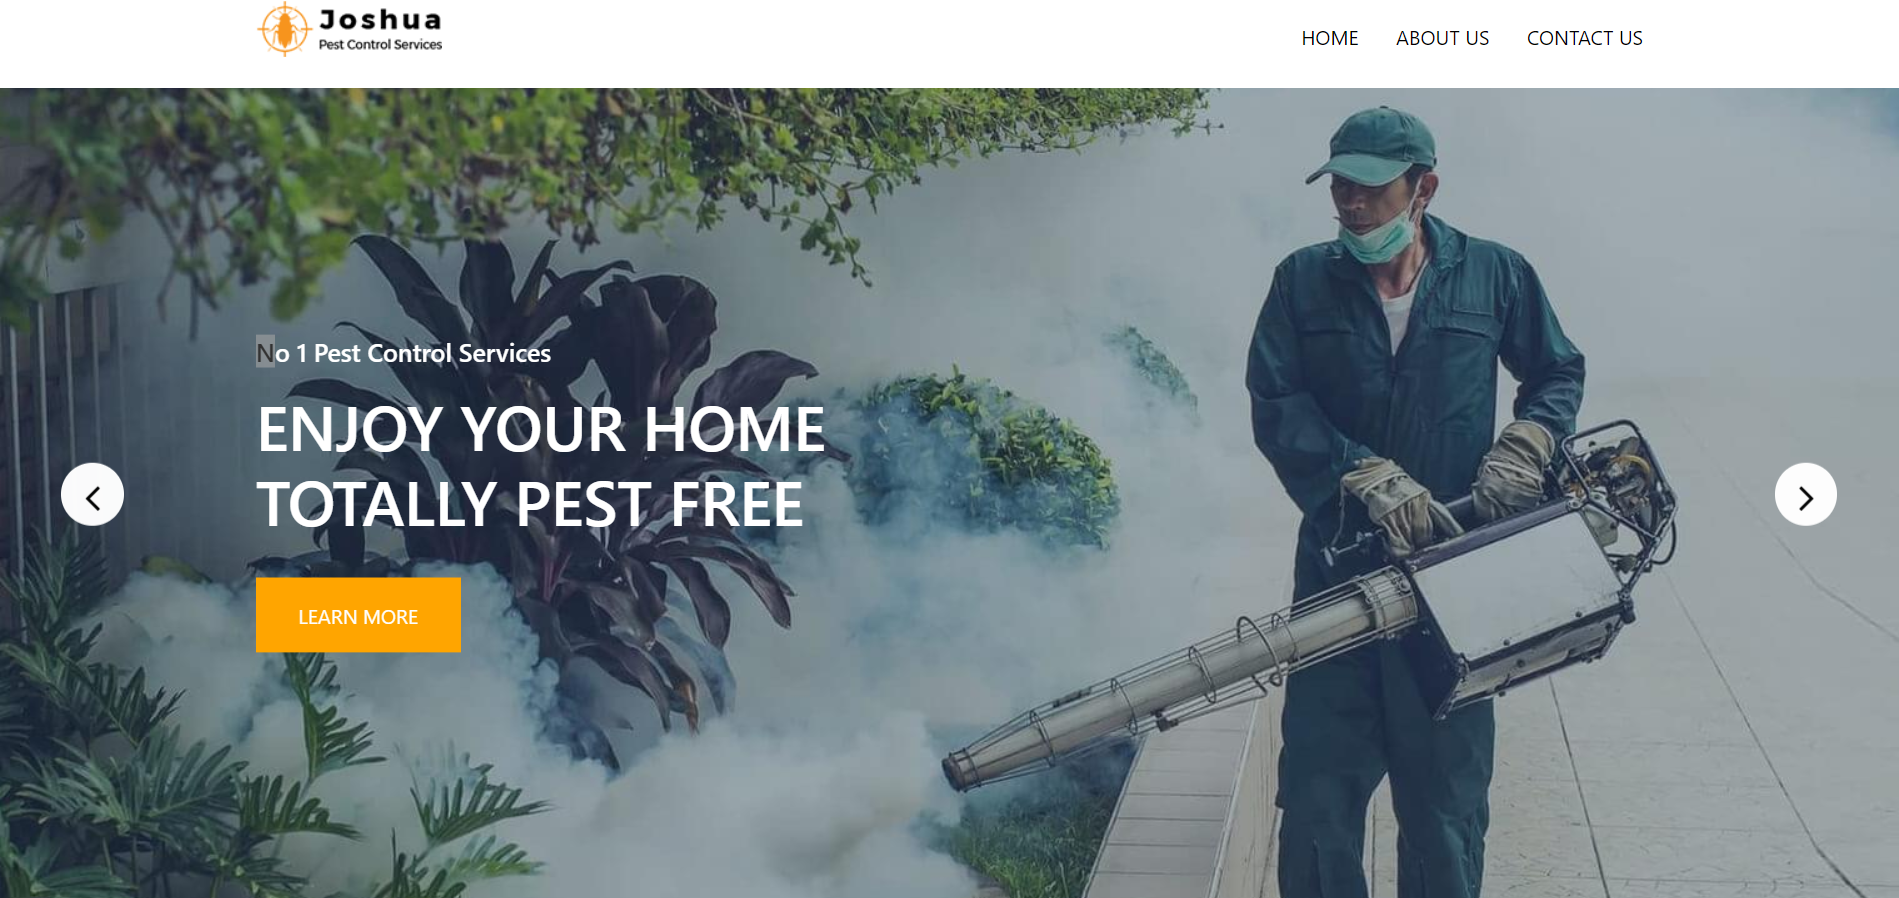 Joshua
Pest Control Services
HOME ABOUT US CONTACT US
No 1 Pest Control Services
ENJOY YOUR HOME
TOTALLY PEST FREE
LEARN MORE